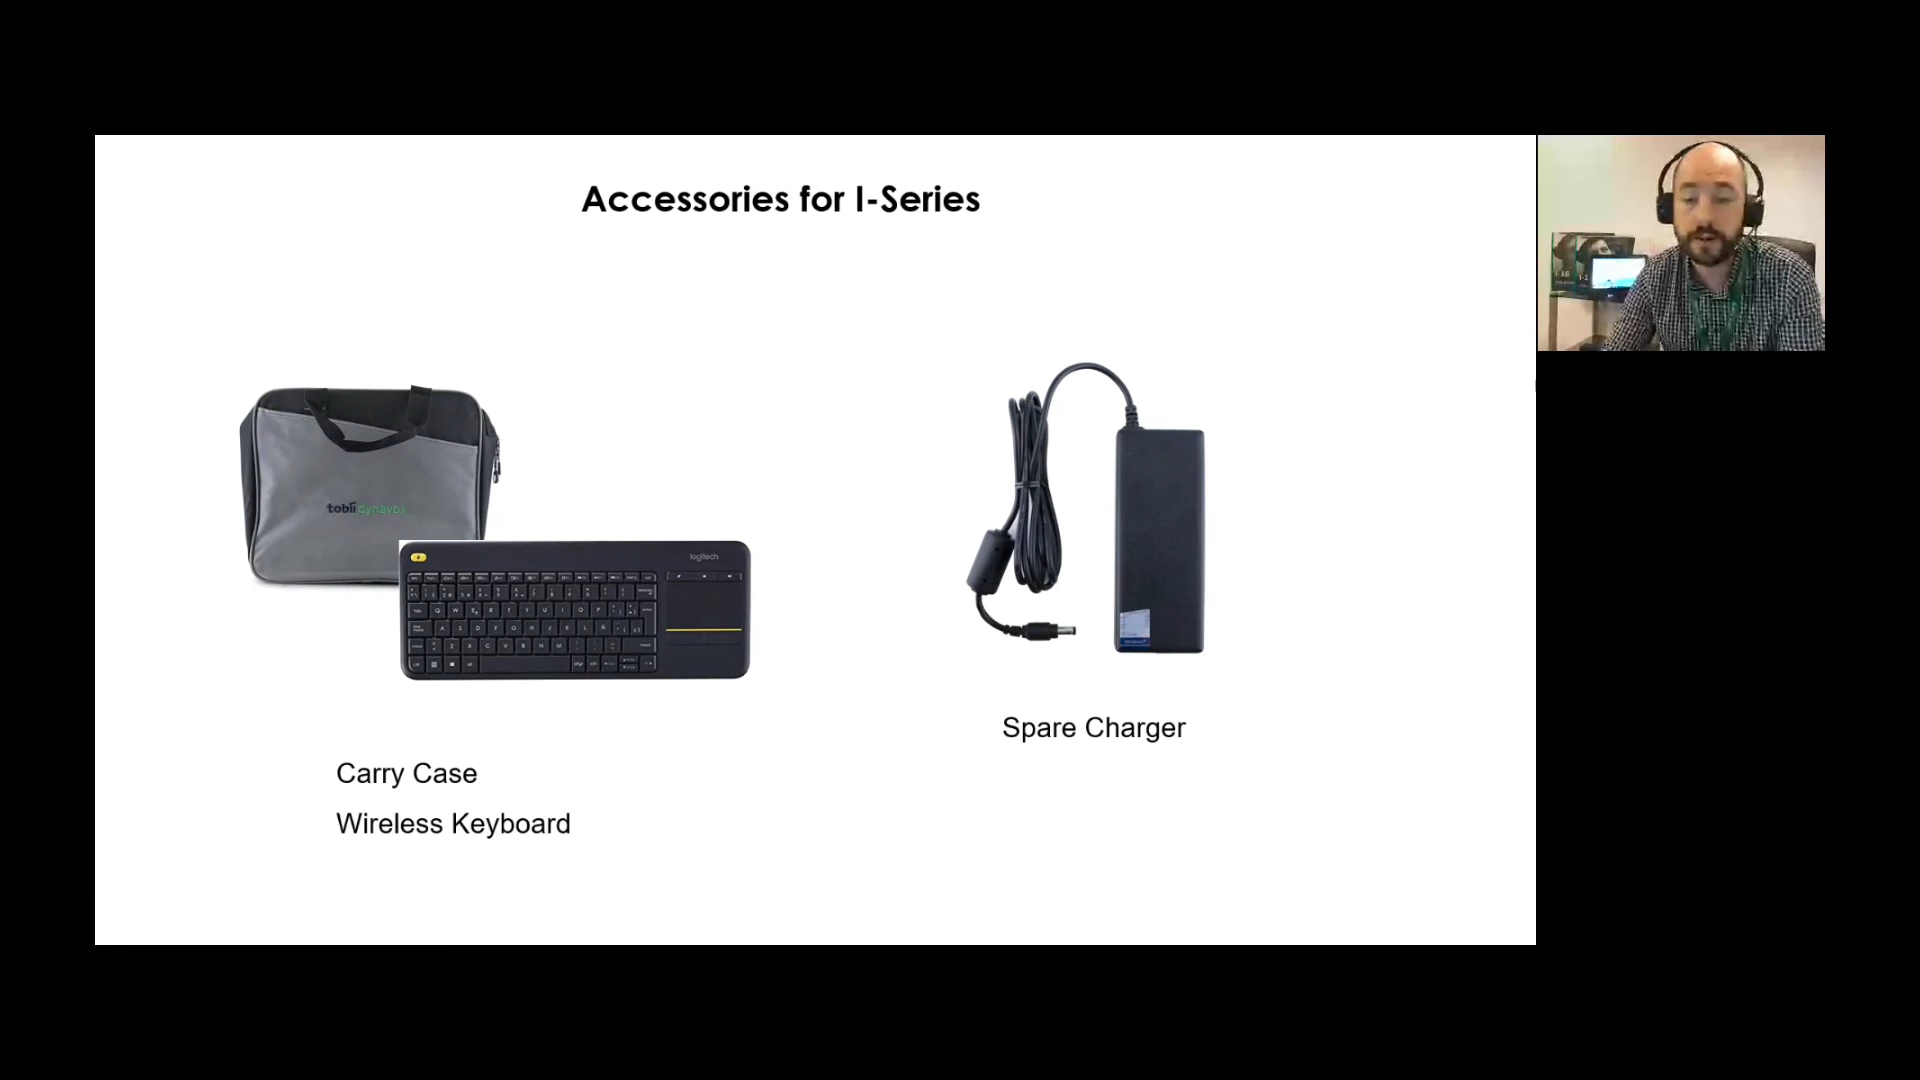 Accessories for I-Series
tobii dynavox
logitech
Q W E R T Y U I O P
A S D F G H J K L Ñ
Z X C V B N M
Spare Charger
Carry Case
Wireless Keyboard